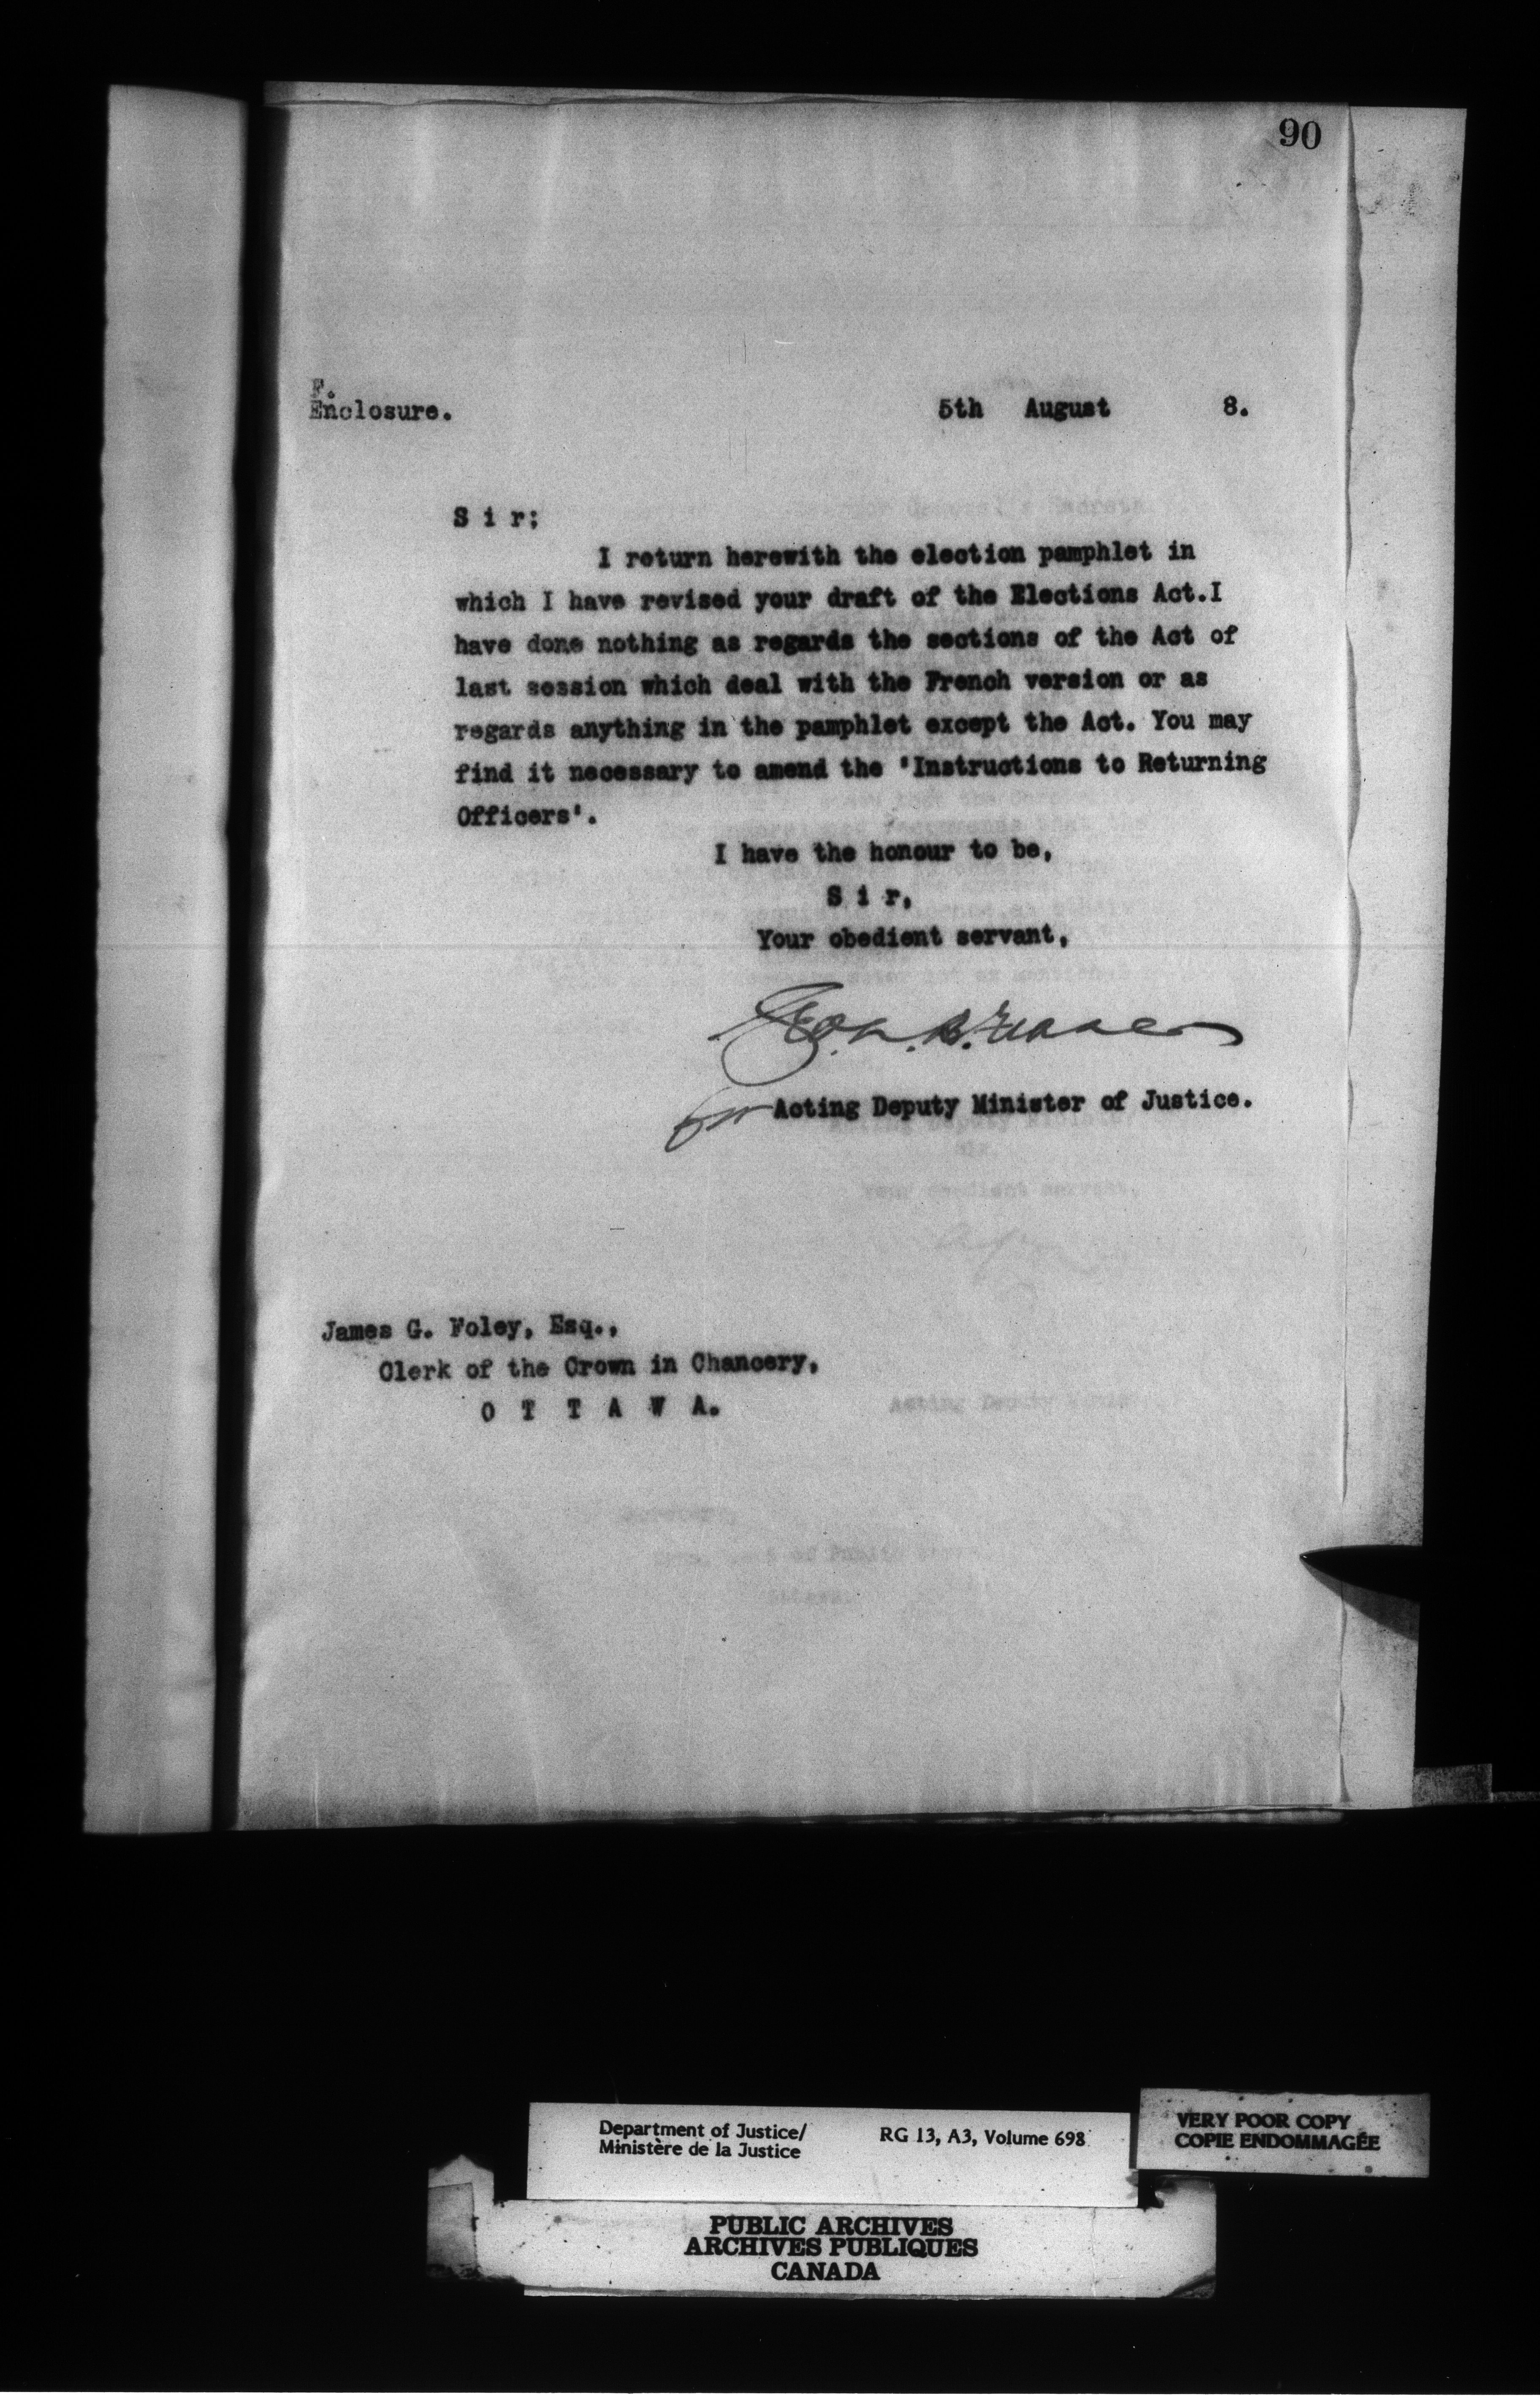 90
F.
Enclosure.
5th August 8.
S i r;
I return herewith the election pamphlet in
which I have revised your draft of the Elections Act.I
have done nothing as regards the sections of the Act of
last session which deal with the French version or as
regards anything in the pamphlet except the Act. You may
find it necessary to amend the 'Instructions to Returning
Officers'.
I have the honour to be,
S i r,
Your obedient servant,
for Acting Deputy Minister of Justice.
James G. Foley, Esq.,
Clerk of the Crown in Chancery,
O T T A W A.
Department of Justice/
Ministère de la Justice
RG 13, A3, Volume 698
VERY POOR COPY
COPIE ENDOMMAGÉE
PUBLIC ARCHIVES
ARCHIVES PUBLIQUES
CANADA